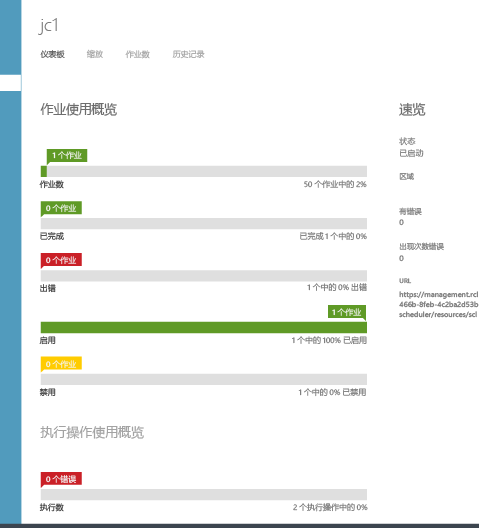 jc1
仪表板 缩放 作业数 历史记录
作业使用概览
1 个作业
作业数 50 个作业中的 2%
0 个作业
已完成 已完成 1 个中的 0%
0 个作业
出错 1 个中的 0% 出错
1 个作业
启用 1 个中的 100% 已启用
0 个作业
禁用 1 个中的 0% 已禁用
执行操作使用概览
0 个错误
执行数 2 个执行操作中的 0%
速览
状态
已启动
区域
有错误
0
出现次数错误
0
URL
https://management.rcl
466b-8feb-4c2ba2d53b
scheduler/resources/scl